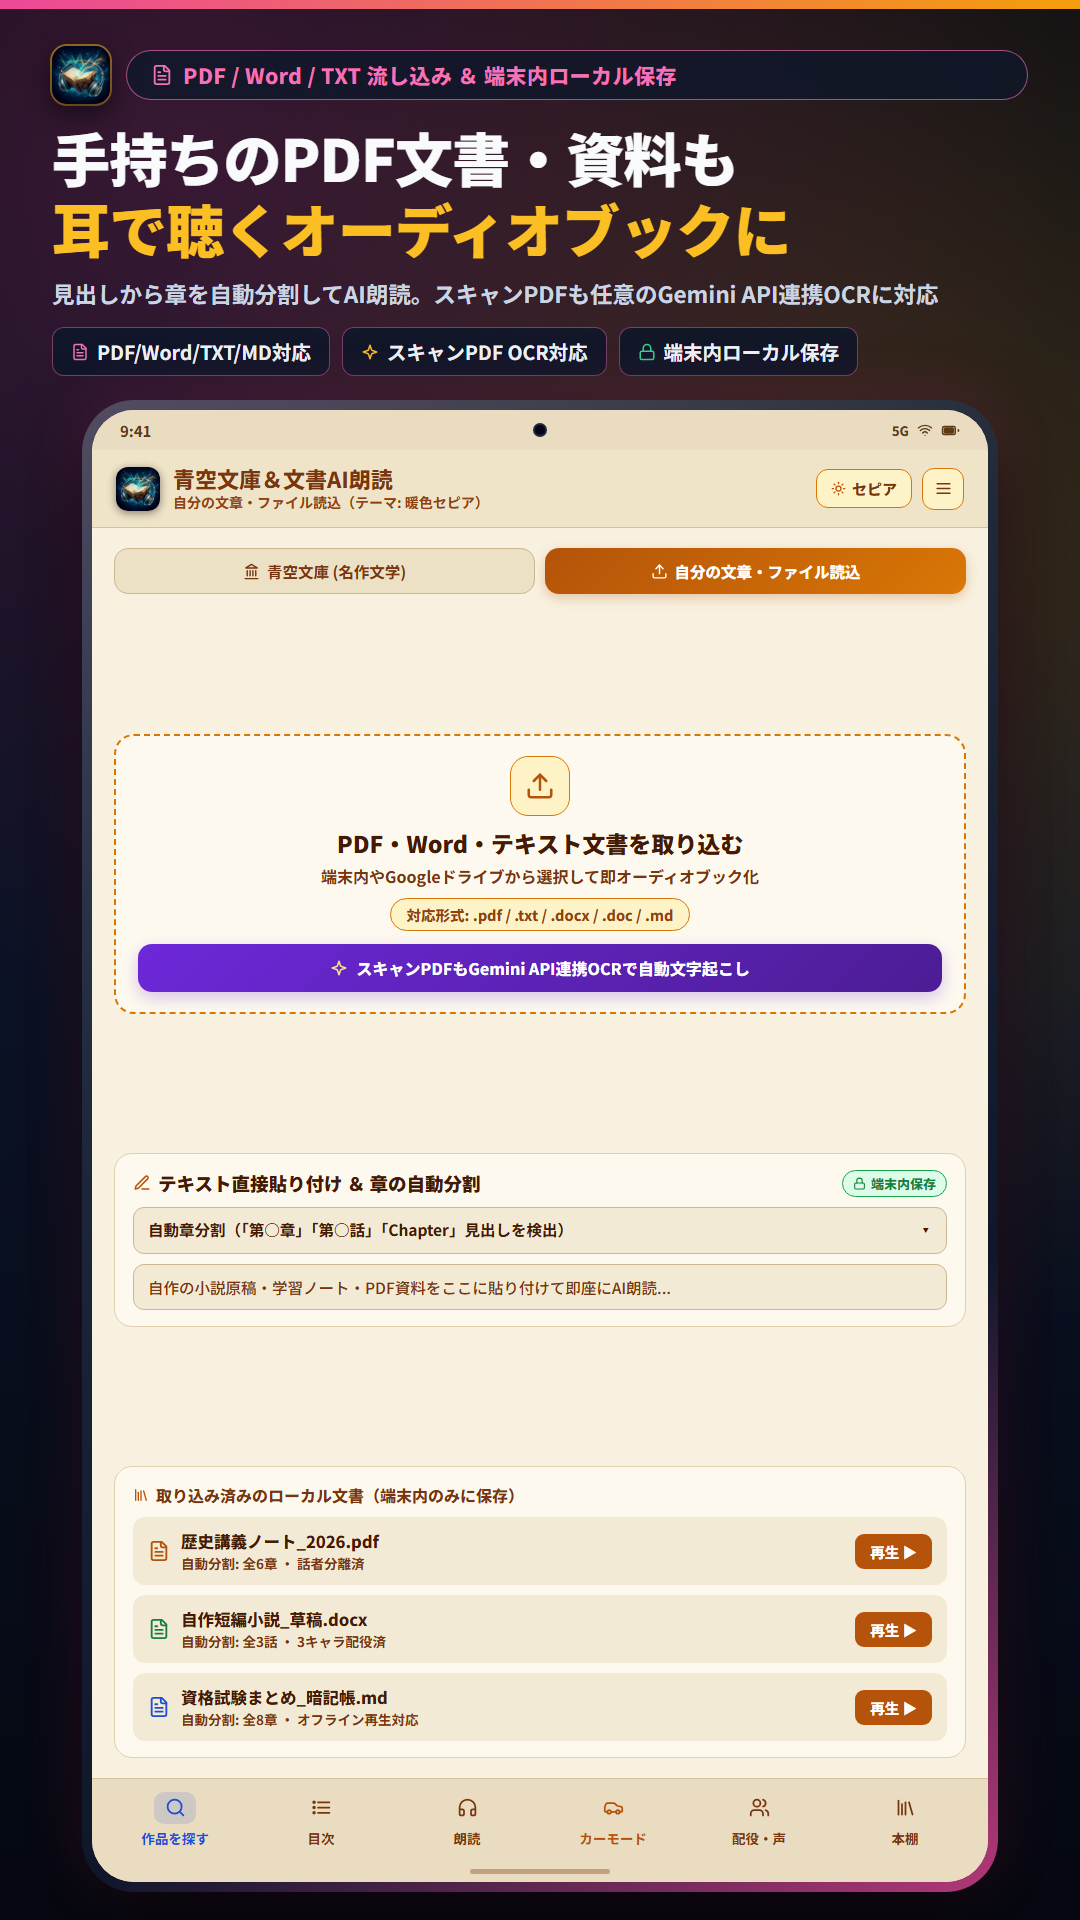 PDF / Word / TXT 流し込み & 端末内ローカル保存
手持ちのPDF文書・資料も
耳で聴くオーディオブックに
見出しから章を自動分割してAI朗読。スキャンPDFも任意のGemini API連携OCRに対応
PDF/Word/TXT/MD対応
スキャンPDF OCR対応
端末内ローカル保存
9:41
5G
青空文庫&文書AI朗読
自分の文章・ファイル読込（テーマ: 暖色セピア）
セピア
青空文庫 (名作文学)
自分の文章・ファイル読込
PDF・Word・テキスト文書を取り込む
端末内やGoogleドライブから選択して即オーディオブック化
対応形式: .pdf / .txt / .docx / .doc / .md
スキャンPDFもGemini API連携OCRで自動文字起こし
テキスト直接貼り付け & 章の自動分割
端末内保存
自動章分割（「第〇章」「第〇話」「Chapter」見出しを検出）
自作の小説原稿・学習ノート・PDF資料をここに貼り付けて即座にAI朗読...
取り込み済みのローカル文書（端末内のみに保存）
歴史講義ノート_2026.pdf
自動分割: 全6章 ・ 話者分離済
再生 ▶
自作短編小説_草稿.docx
自動分割: 全3話 ・ 3キャラ配役済
再生 ▶
資格試験まとめ_暗記帳.md
自動分割: 全8章 ・ オフライン再生対応
再生 ▶
作品を探す
目次
朗読
カーモード
配役・声
本棚